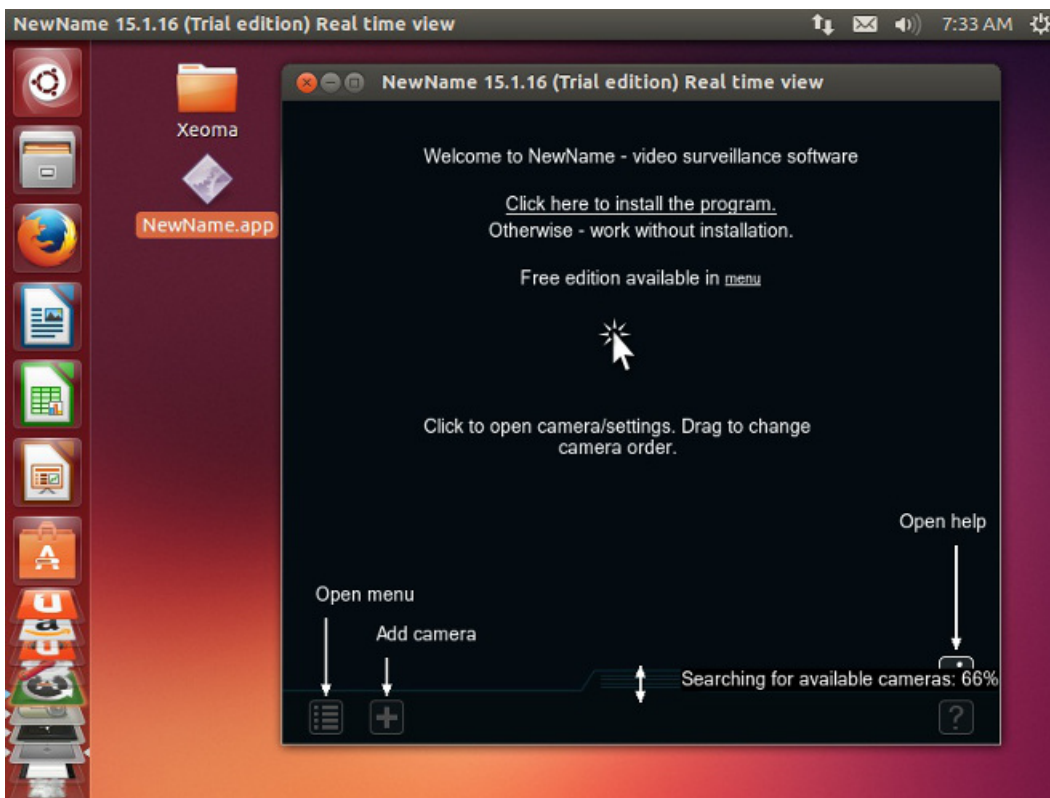 NewName 15.1.16 (Trial edition) Real time view
7:33 AM
Xeoma
NewName.app
NewName 15.1.16 (Trial edition) Real time view
Welcome to NewName - video surveillance software
Click here to install the program.
Otherwise - work without installation.
Free edition available in menu
Click to open camera/settings. Drag to change
camera order.
Open help
Open menu
Add camera
Searching for available cameras: 66%
?